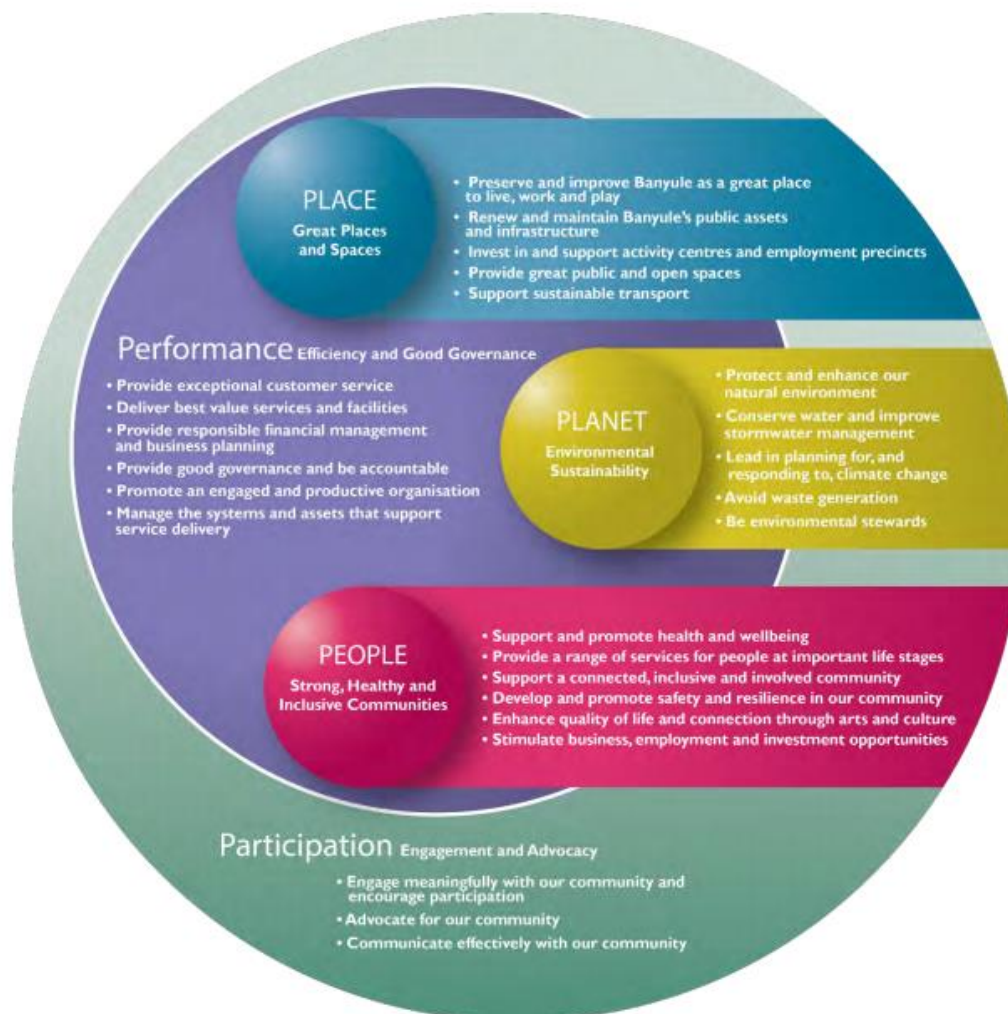 PLACE
Great Places
and Spaces
• Preserve and improve Banyule as a great place
to live, work and play
• Renew and maintain Banyule's public assets
and infrastructure
• Invest in and support activity centres and employment precincts
• Provide great public and open spaces
• Support sustainable transport
Performance Efficiency and Good Governance
• Provide exceptional customer service
• Deliver best value services and facilities
• Provide responsible financial management
and business planning
• Provide good governance and be accountable
• Promote an engaged and productive organisation
• Manage the systems and assets that support
service delivery
PLANET
Environmental
Sustainability
• Protect and enhance our
natural environment
• Conserve water and improve
stormwater management
• Lead in planning for, and
responding to, climate change
• Avoid waste generation
• Be environmental stewards
PEOPLE
Strong, Healthy and
Inclusive Communities
• Support and promote health and wellbeing
• Provide a range of services for people at important life stages
• Support a connected, inclusive and involved community
• Develop and promote safety and resilience in our community
• Enhance quality of life and connection through arts and culture
• Stimulate business, employment and investment opportunities
Participation Engagement and Advocacy
• Engage meaningfully with our community and
encourage participation
• Advocate for our community
• Communicate effectively with our community